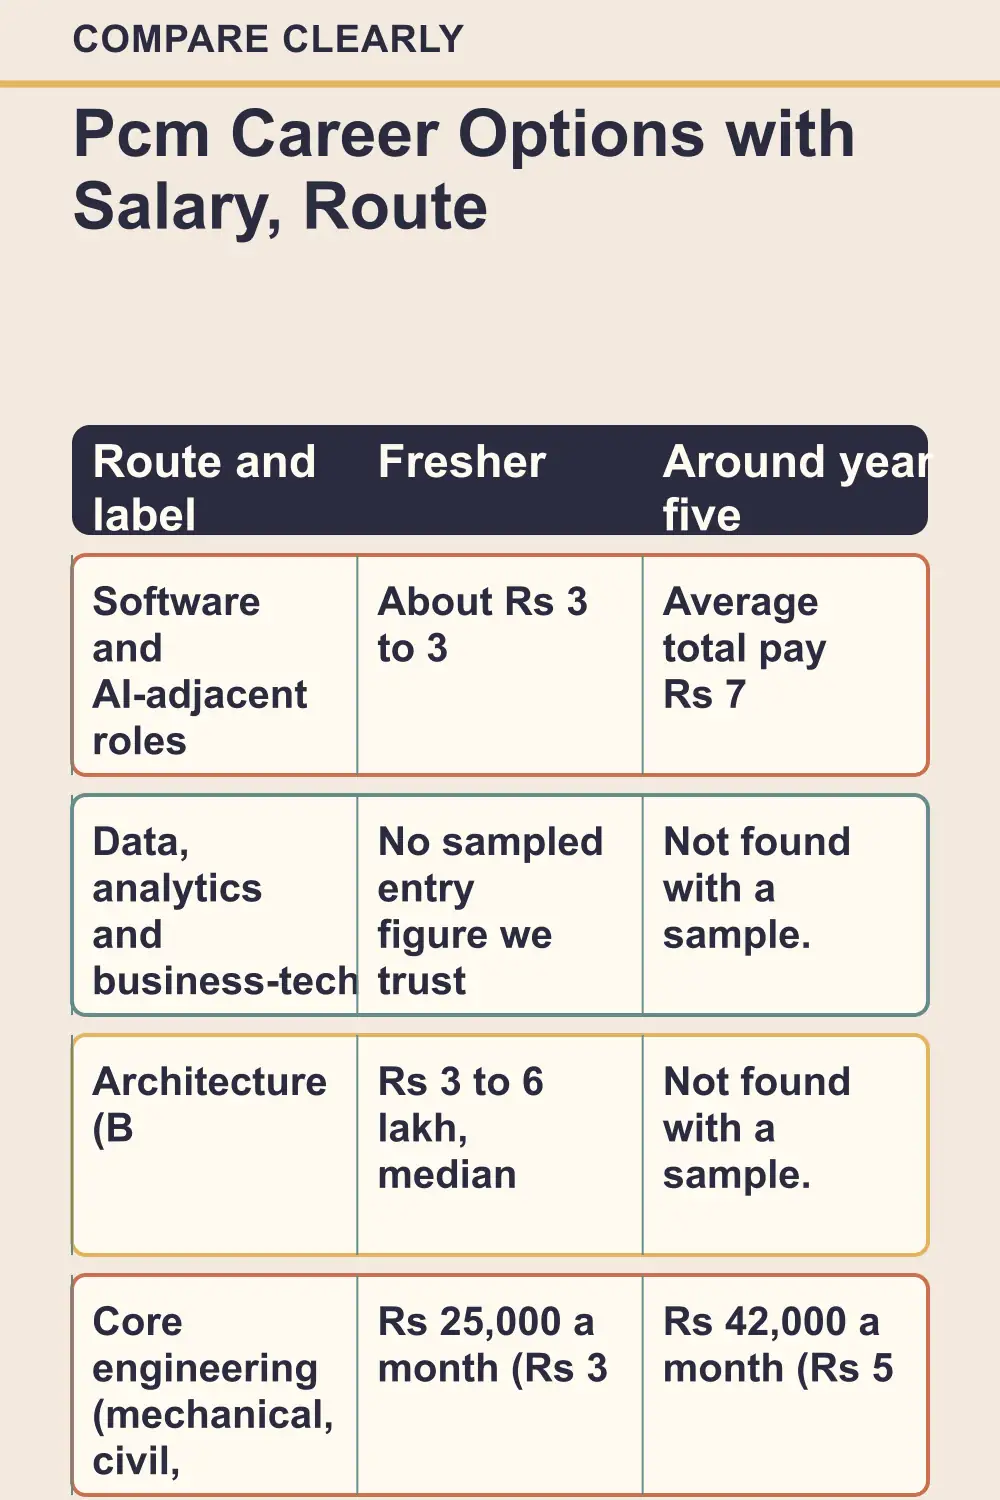 COMPARE CLEARLY
Pcm Career Options with
Salary, Route
Route and
label
Fresher
Around year
five
Software
and
AI-adjacent
roles
About Rs 3
to 3
Average
total pay
Rs 7
Data,
analytics
and
business-tech
No sampled
entry
figure we
trust
Not found
with a
sample.
Architecture
(B
Rs 3 to 6
lakh,
median
Not found
with a
sample.
Core
engineering
(mechanical,
civil,
Rs 25,000 a
month (Rs 3
Rs 42,000 a
month (Rs 5